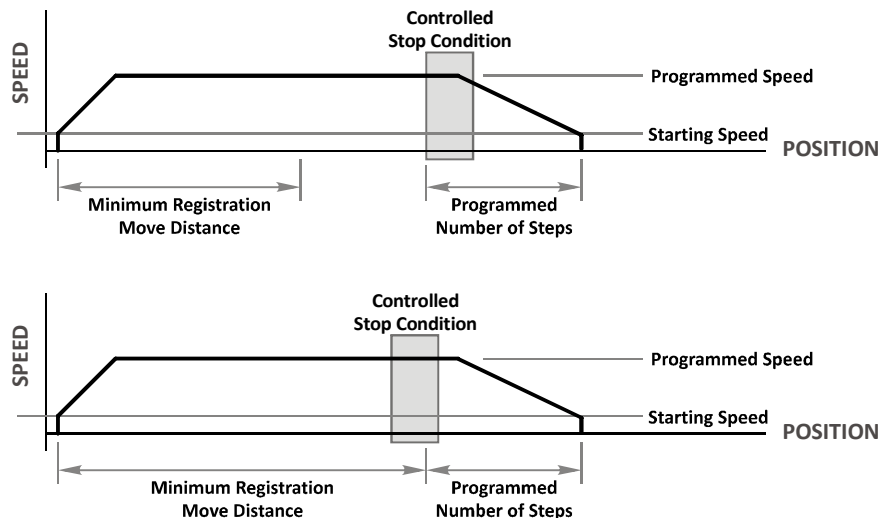 Controlled
Stop Condition
SPEED
Programmed Speed
Starting Speed
POSITION
Minimum Registration
Move Distance
Programmed
Number of Steps
Controlled
Stop Condition
SPEED
Programmed Speed
Starting Speed
POSITION
Minimum Registration
Move Distance
Programmed
Number of Steps